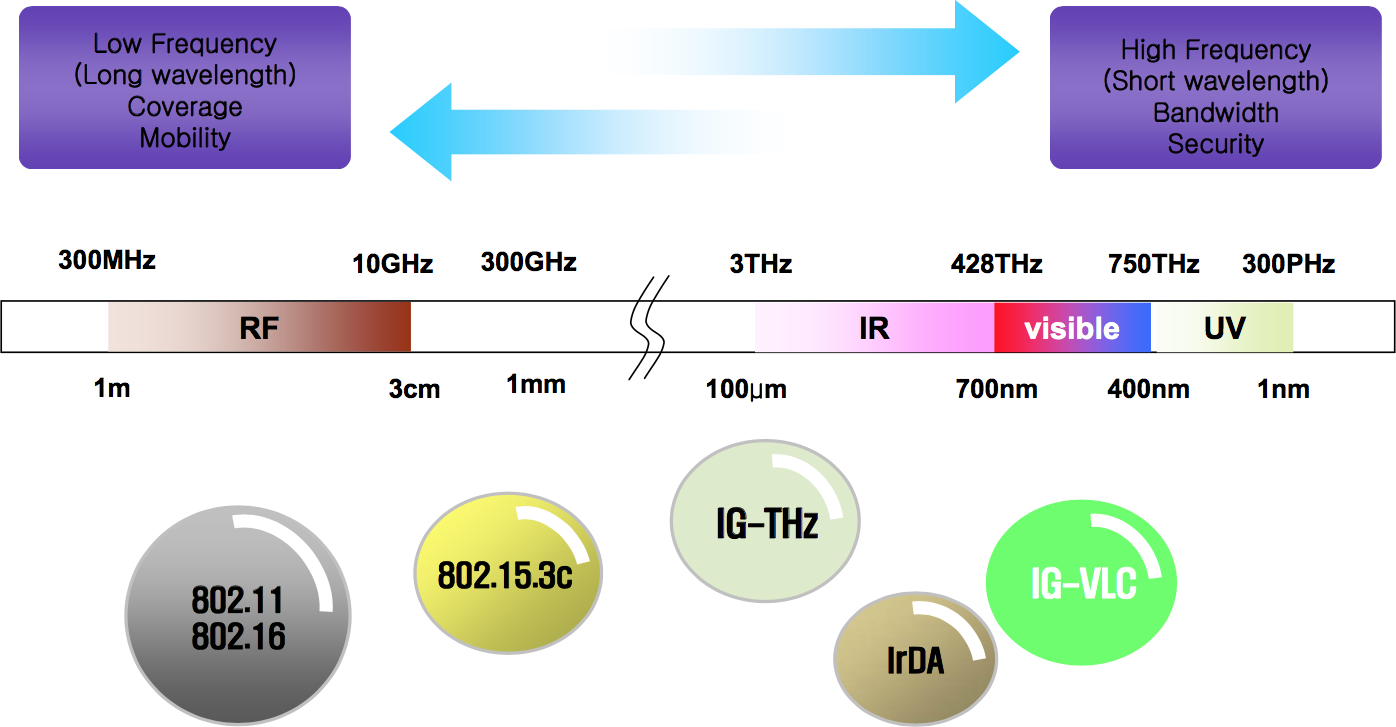 Low Frequency
(Long wavelength)
Coverage
Mobility
High Frequency
(Short wavelength)
Bandwidth
Security
300MHz
10GHz
300GHz
3THz
428THz
750THz
300PHz
RF
IR
visible
UV
1m
3cm
1mm
100μm
700nm
400nm
1nm
802.11
802.16
802.15.3c
IG-THz
IrDA
IG-VLC